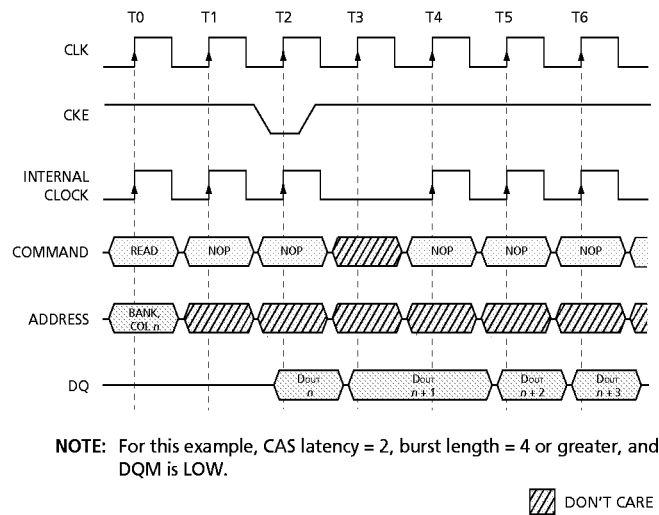 T0 T1 T2 T3 T4 T5 T6
CLK
CKE
INTERNAL
CLOCK
COMMAND READ NOP NOP NOP NOP NOP
ADDRESS BANK,
COL n
DQ DOUT n DOUT n + 1 DOUT n + 2 DOUT n + 3
NOTE: For this example, CAS latency = 2, burst length = 4 or greater, and
DQM is LOW.
DON'T CARE